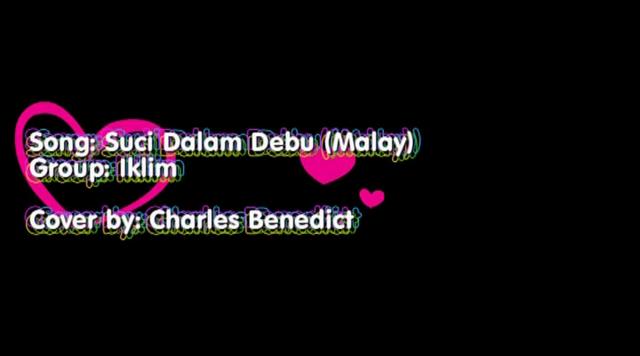 Song: Suci Dalam Debu (Malay)
Group: Iklim
Cover by: Charles Benedict